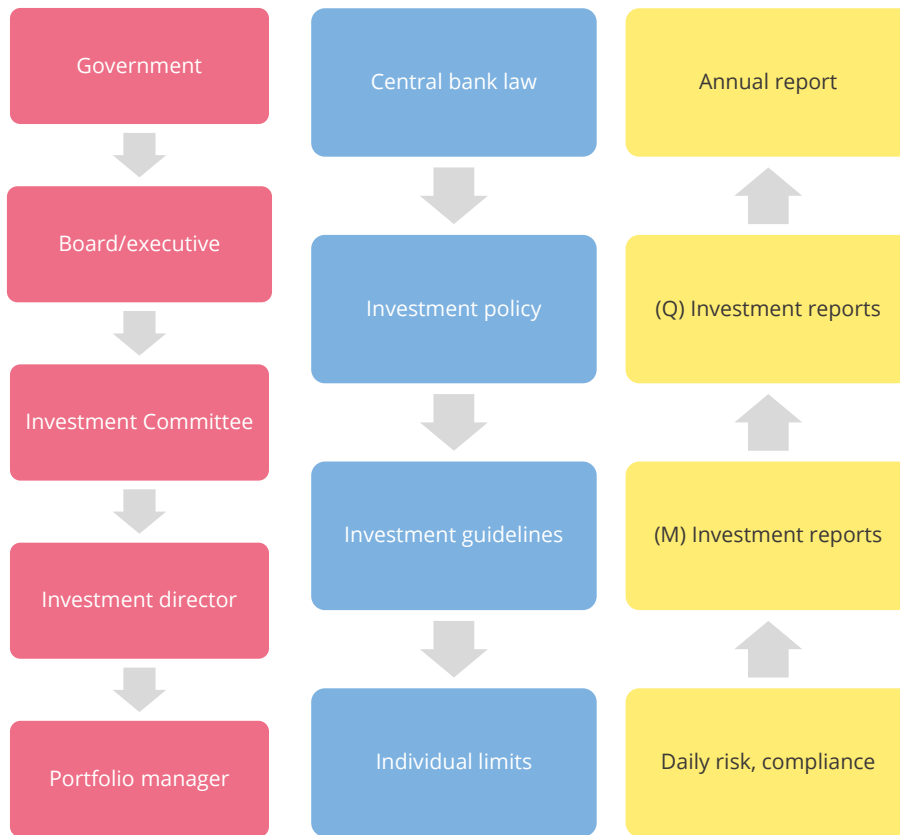 Government
Board/executive
Investment Committee
Investment director
Portfolio manager
Central bank law
Investment policy
Investment guidelines
Individual limits
Annual report
(Q) Investment reports
(M) Investment reports
Daily risk, compliance